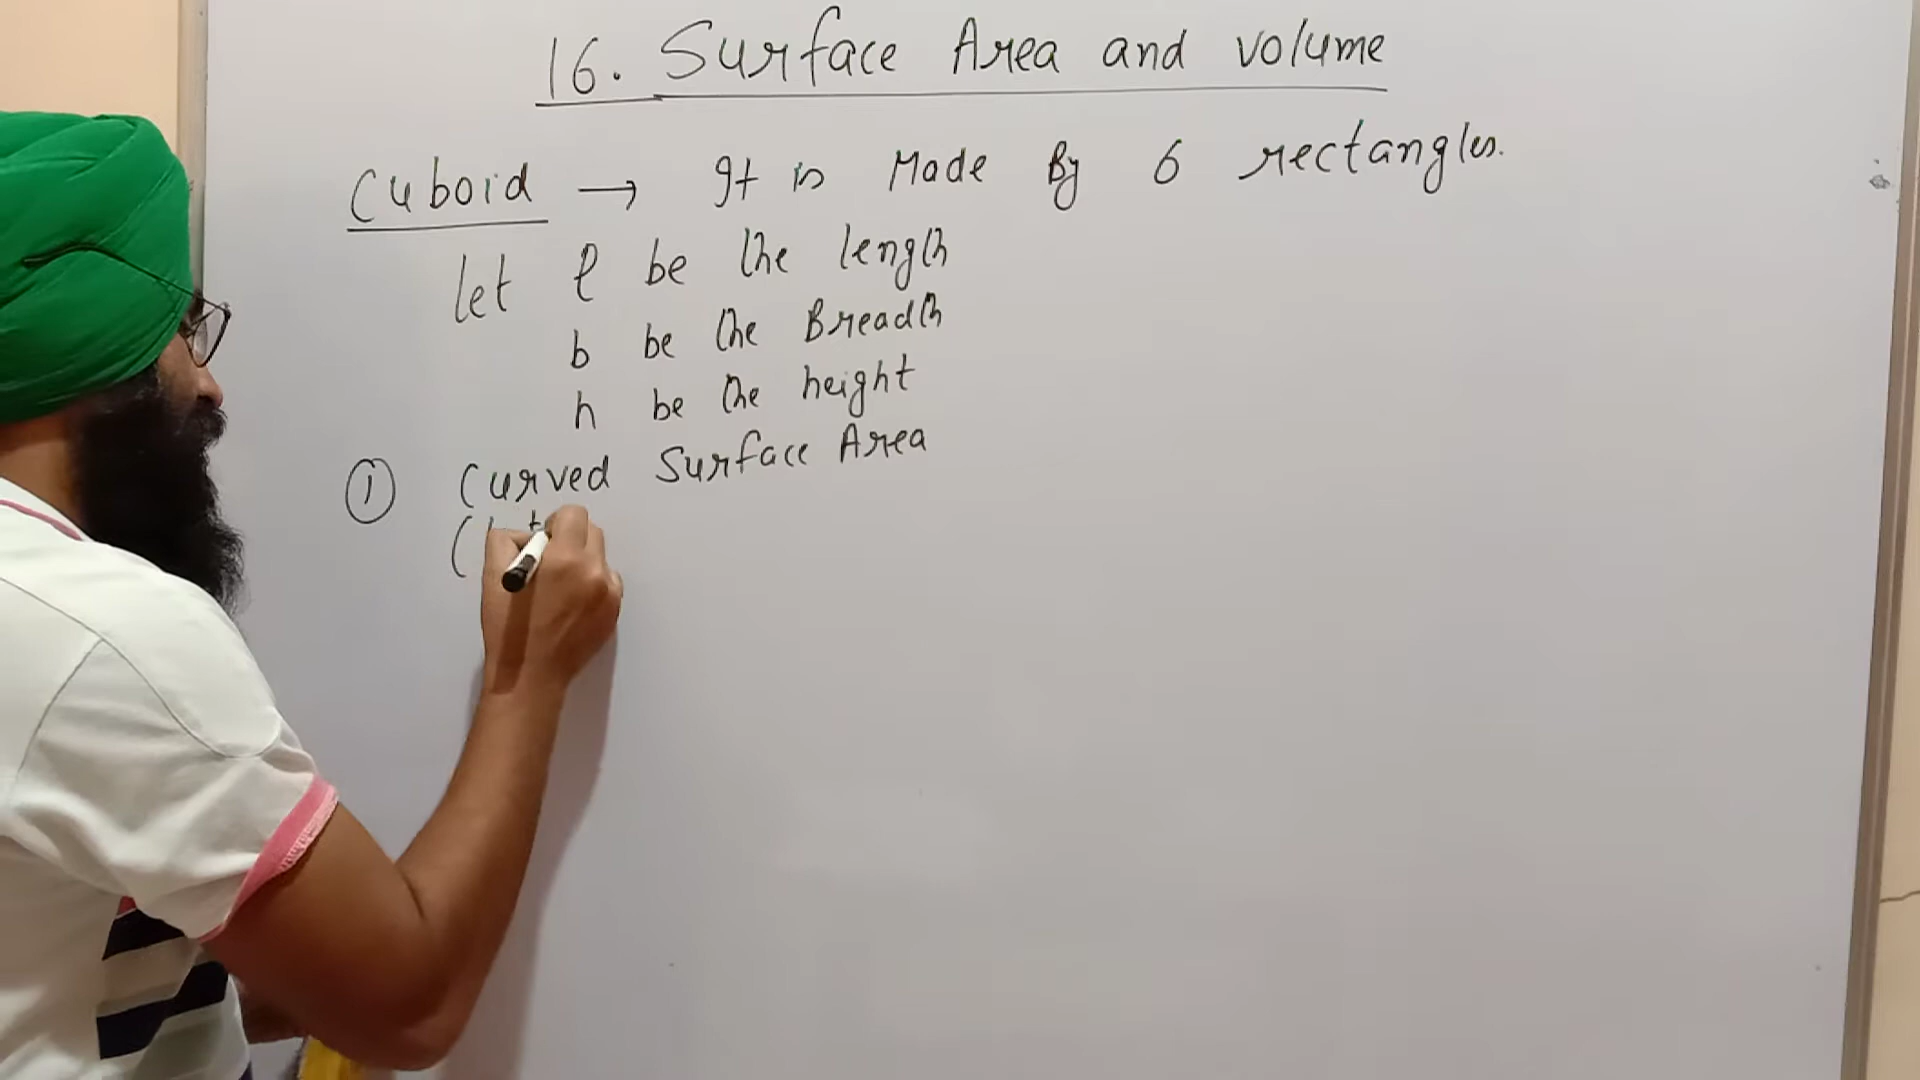 16. Surface Area and volume
Cuboid → It is Made By 6 rectangles.
let l be the length
b be the Breadth
h be the height
① Curved Surface Area
(